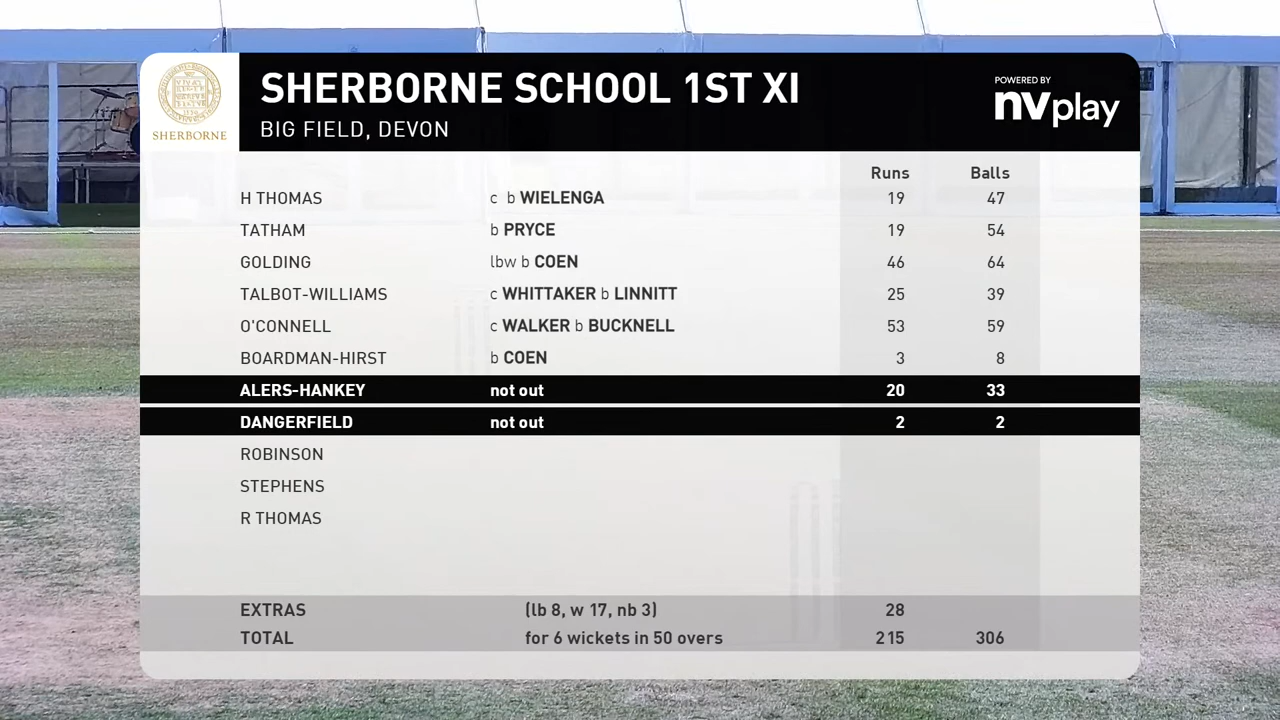 SHERBORNE
SHERBORNE SCHOOL 1ST XI
BIG FIELD, DEVON
POWERED BY
nvplay
Runs Balls
H THOMAS c b WIELENGA 19 47
TATHAM b PRYCE 19 54
GOLDING lbw b COEN 46 64
TALBOT-WILLIAMS c WHITTAKER b LINNITT 25 39
O'CONNELL c WALKER b BUCKNELL 53 59
BOARDMAN-HIRST b COEN 3 8
ALERS-HANKEY not out 20 33
DANGERFIELD not out 2 2
ROBINSON
STEPHENS
R THOMAS
EXTRAS (lb 8, w 17, nb 3) 28
TOTAL for 6 wickets in 50 overs 215 306